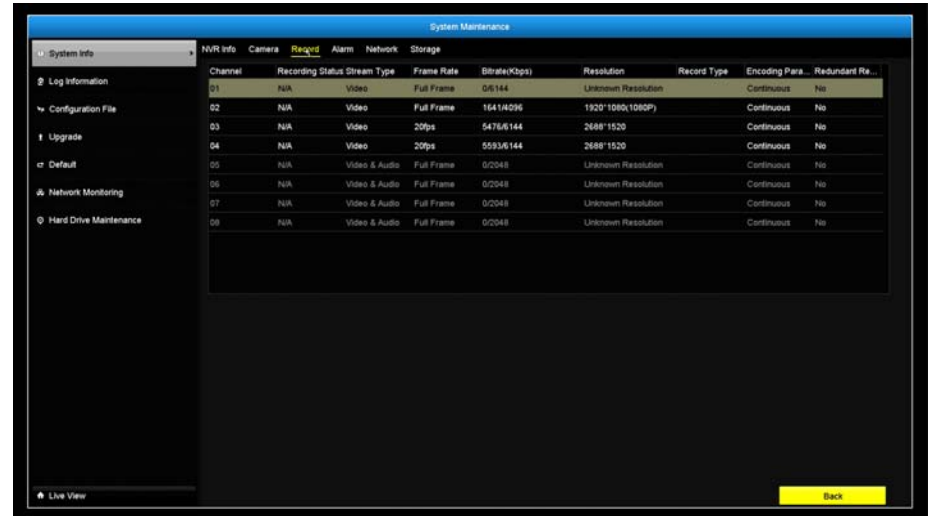 System Maintenance
System Info
NVR Info Camera Record Alarm Network Storage
Log Information
Configuration File
Upgrade
Default
Network Monitoring
Hard Drive Maintenance
Channel Recording Status Stream Type Frame Rate Bitrate(Kbps) Resolution Record Type Encoding Para... Redundant Re...
01 N/A Video Full Frame 0/6144 Unknown Resolution Continuous No
02 N/A Video Full Frame 1641/4096 1920*1080(1080P) Continuous No
03 N/A Video 20fps 5476/6144 2688*1520 Continuous No
04 N/A Video 20fps 5593/6144 2688*1520 Continuous No
05 N/A Video & Audio Full Frame 0/2048 Unknown Resolution Continuous No
06 N/A Video & Audio Full Frame 0/2048 Unknown Resolution Continuous No
07 N/A Video & Audio Full Frame 0/2048 Unknown Resolution Continuous No
08 N/A Video & Audio Full Frame 0/2048 Unknown Resolution Continuous No
Live View
Back